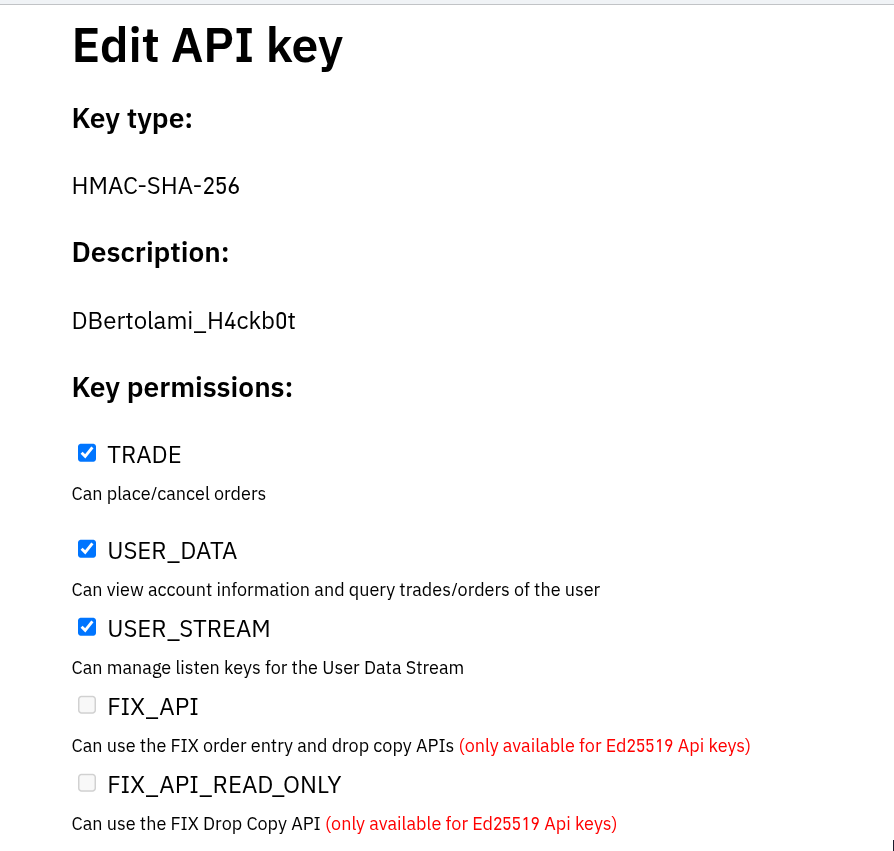 Edit API key
Key type:
HMAC-SHA-256
Description:
DBertolami_H4ckb0t
Key permissions:
TRADE
Can place/cancel orders
USER_DATA
Can view account information and query trades/orders of the user
USER_STREAM
Can manage listen keys for the User Data Stream
FIX_API
Can use the FIX order entry and drop copy APIs (only available for Ed25519 Api keys)
FIX_API_READ_ONLY
Can use the FIX Drop Copy API (only available for Ed25519 Api keys)